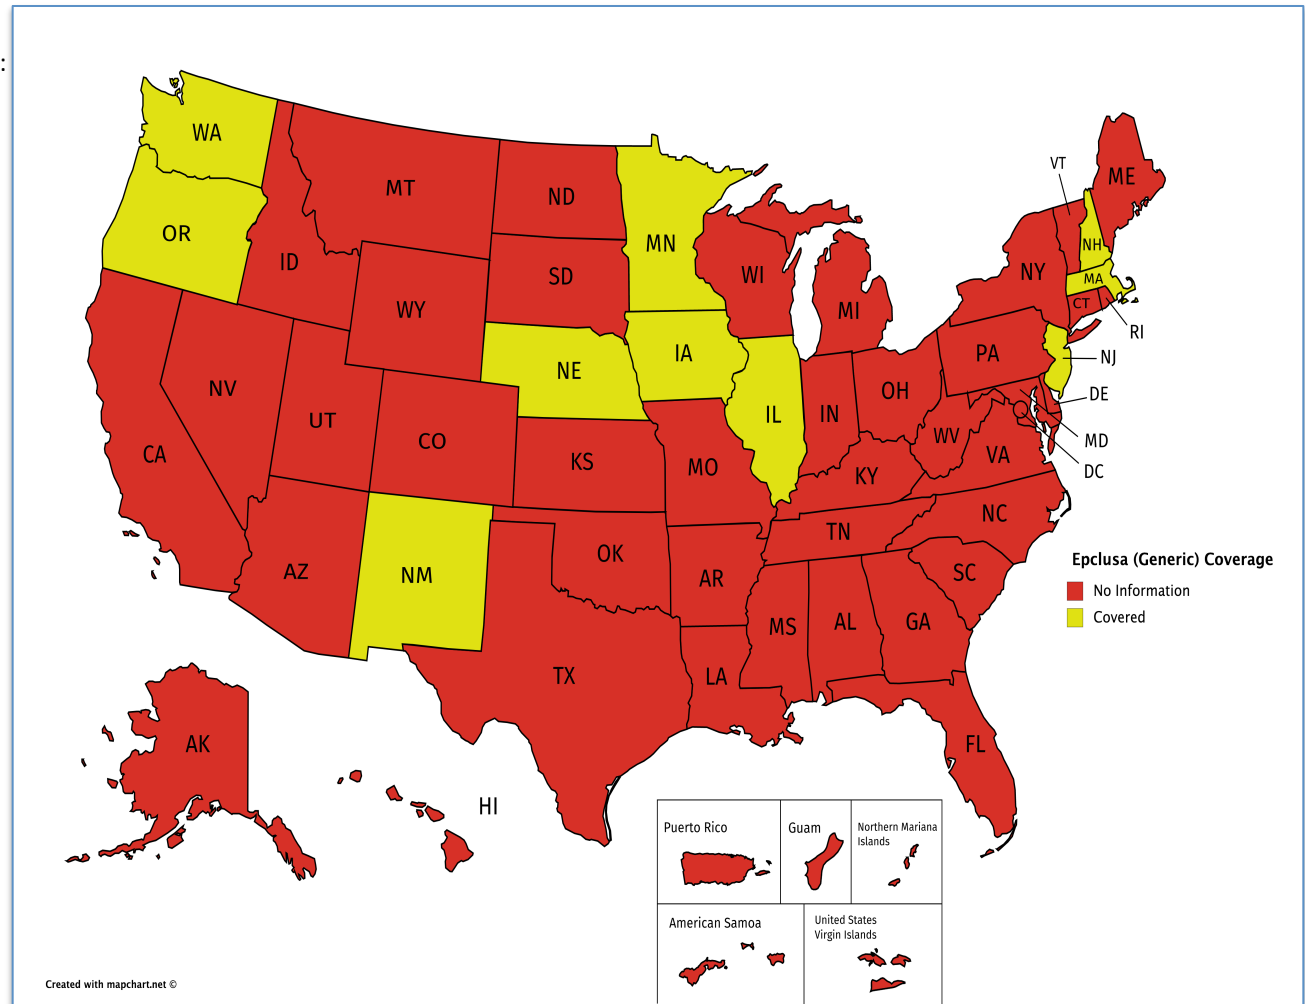 :
WA
OR
ID
MT
ND
MN
SD
WY
WI
MI
NY
VT
ME
NH
MA
CT
RI
NJ
DE
MD
DC
PA
NE
IA
IL
IN
OH
WV
VA
NV
UT
CO
CA
KS
MO
KY
TN
NC
SC
AZ
NM
OK
AR
MS
AL
GA
LA
TX
FL
AK
HI
Epclusa (Generic) Coverage
No Information
Covered
Puerto Rico
Guam
Northern Mariana
Islands
American Samoa
United States
Virgin Islands
Created with mapchart.net ©